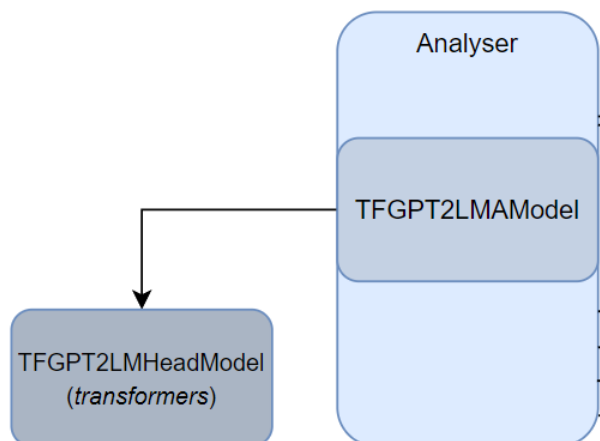 Analyser
TFGPT2LMAModel
TFGPT2LMHeadModel
(transformers)